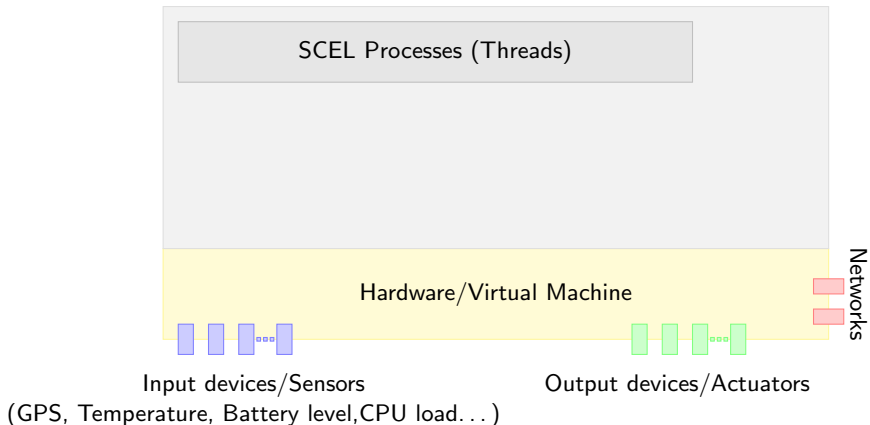 SCEL Processes (Threads)
Hardware/Virtual Machine
Networks
Input devices/Sensors
(GPS, Temperature, Battery level,CPU load...)
Output devices/Actuators